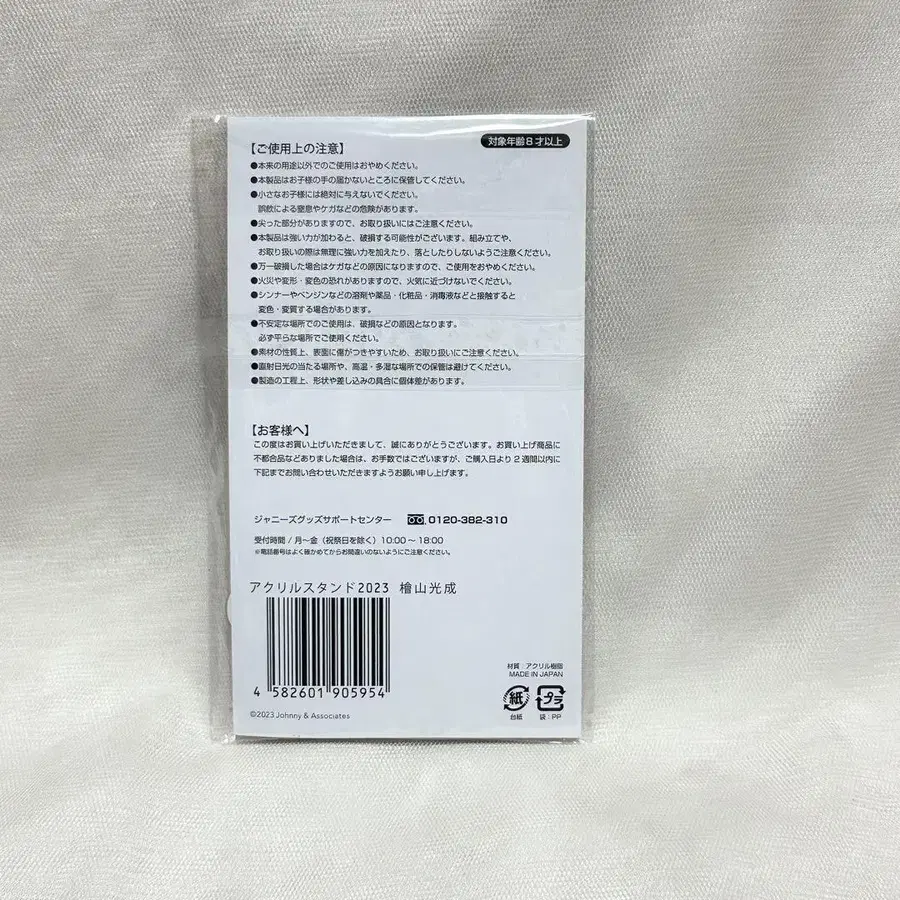 対象年齢8才以上
【ご使用上の注意】
●本来の用途以外でのご使用はおやめください。
●本製品はお子様の手の届かないところに保管してください。
●小さなお子様には絶対に与えないでください。
誤飲による窒息やケガなどの危険があります。
●尖った部分がありますので、お取り扱いにはご注意ください。
●本製品は強い力が加わると、破損する可能性がございます。組み立てや、
お取り扱いの際は無理に強い力を加えたり、落としたりしないようご注意ください。
●万一破損した場合はケガなどの原因になりますので、ご使用をおやめください。
●火災や変形・変色の恐れがありますので、火気に近づけないでください。
●シンナーやベンジンなどの溶剤や薬品・化粧品・消毒液などと接触すると
変色・変質する場合があります。
●不安定な場所でのご使用は、破損などの原因となります。
必ず平らな場所でご使用ください。
●素材の性質上、表面に傷がつきやすいため、お取り扱いにご注意ください。
●直射日光の当たる場所や、高温・多湿な場所での保管は避けてください。
●製造の工程上、形状や差し込みの具合に個体差があります。
【お客様へ】
この度はお買い上げいただきまして、誠にありがとうございます。お買い上げ商品に
不都合品などありました場合は、お手数ではございますが、ご購入日より2週間以内に
下記までお問い合わせいただきますようお願い申し上げます。
ジャニーズグッズサポートセンター 0120-382-310
受付時間/月～金(祝祭日を除く)10:00～18:00
※電話番号はよく確かめてからお間違いのないようにご注意ください。
アクリルスタンド2023 檜山光成
4 582601 905954
©2023 Johnny & Associates
材質:アクリル樹脂
MADE IN JAPAN
紙 プラ
台紙 袋:PP